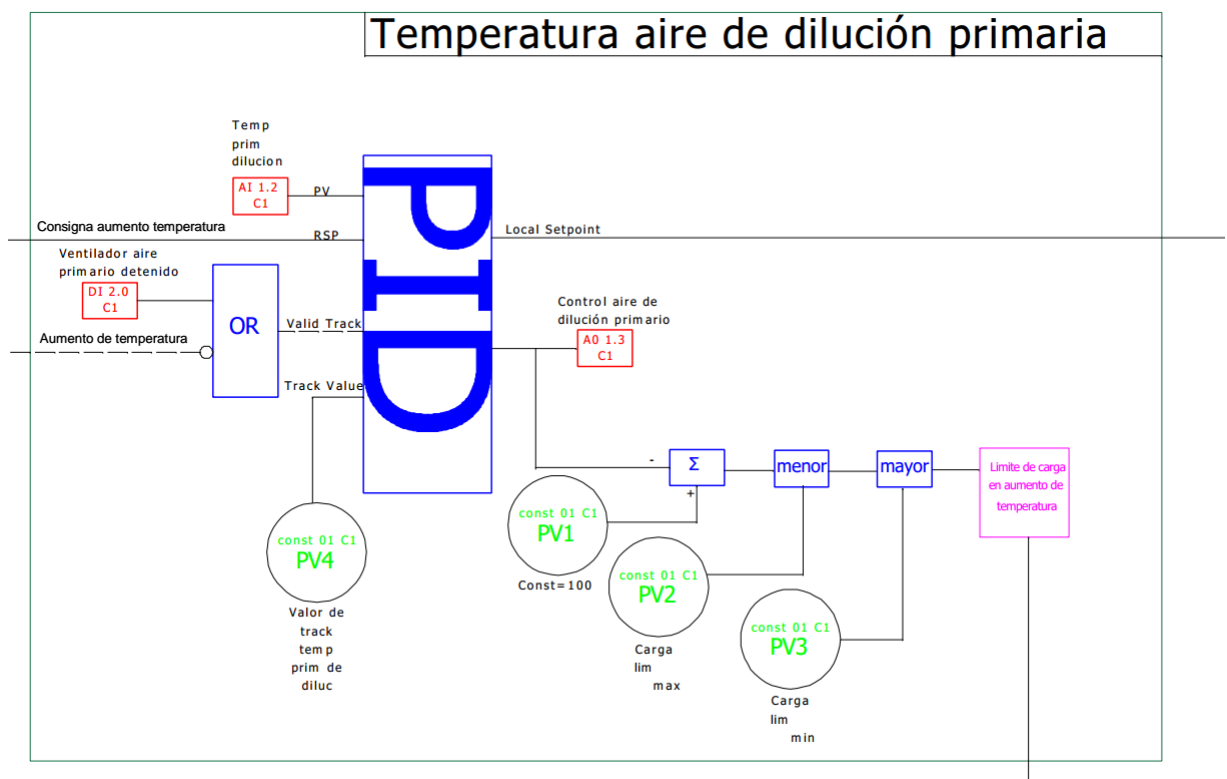 Temperatura aire de dilución primaria
Temp
prim
dilucion
AI 1.2
C1
PV
Consigna aumento temperatura
RSP
Local Setpoint
Ventilador aire
primario detenido
DI 2.0
C1
OR
Valid Track
Aumento de temperatura
Track Value
PID
Control aire de
dilución primario
A0 1.3
C1
-
Σ
+
menor
mayor
Limite de carga
en aumento de
temperatura
const 01 C1
PV4
Valor de
track
temp
prim de
diluc
const 01 C1
PV1
Const=100
const 01 C1
PV2
Carga
lim
max
const 01 C1
PV3
Carga
lim
min